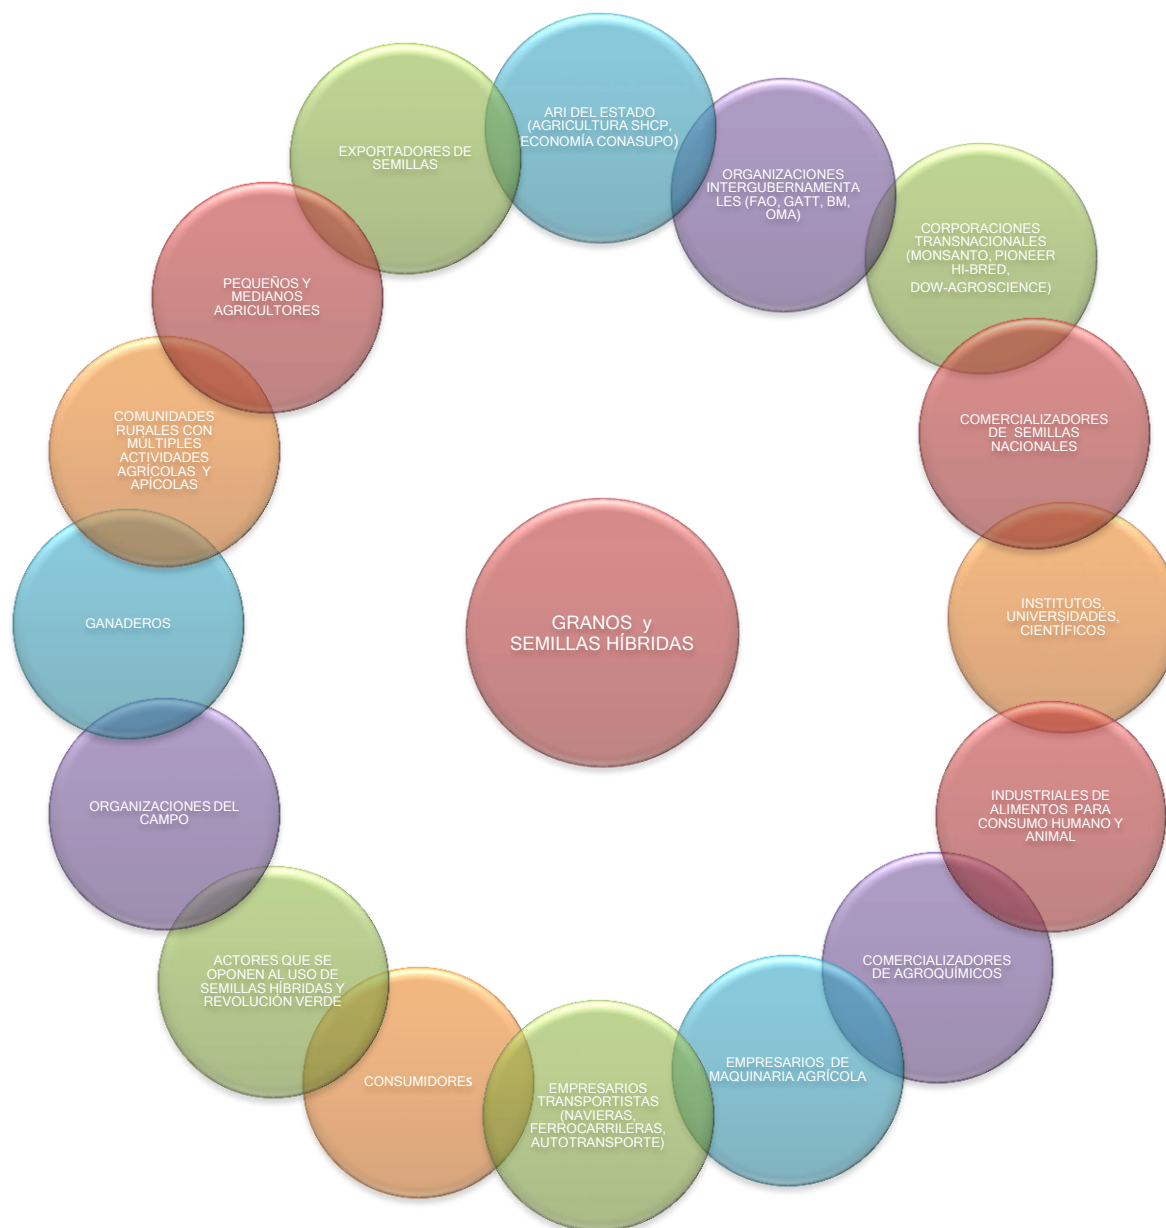 ARI DEL ESTADO
(AGRICULTURA SHCP,
ECONOMÍA CONASUPO)
ORGANIZACIONES
INTERGUBERNAMENTA
LES (FAO, GATT, BM,
OMA)
CORPORACIONES
TRANSNACIONALES
(MONSANTO, PIONEER
HI-BRED,
DOW-AGROSCIENCE)
COMERCIALIZADORES
DE SEMILLAS
NACIONALES
INSTITUTOS,
UNIVERSIDADES,
CIENTÍFICOS
INDUSTRIALES DE
ALIMENTOS PARA
CONSUMO HUMANO Y
ANIMAL
COMERCIALIZADORES
DE AGROQUÍMICOS
EMPRESARIOS DE
MAQUINARIA AGRÍCOLA
EMPRESARIOS
TRANSPORTISTAS
(NAVIERAS,
FERROCARRILERAS,
AUTOTRANSPORTE)
CONSUMIDOREs
ACTORES QUE SE
OPONEN AL USO DE
SEMILLAS HÍBRIDAS Y
REVOLUCIÓN VERDE
ORGANIZACIONES DEL
CAMPO
GANADEROS
COMUNIDADES
RURALES CON
MÚLTIPLES
ACTIVIDADES
AGRÍCOLAS Y
APÍCOLAS
PEQUEÑOS Y
MEDIANOS
AGRICULTORES
EXPORTADORES DE
SEMILLAS
GRANOS y
SEMILLAS HÍBRIDAS